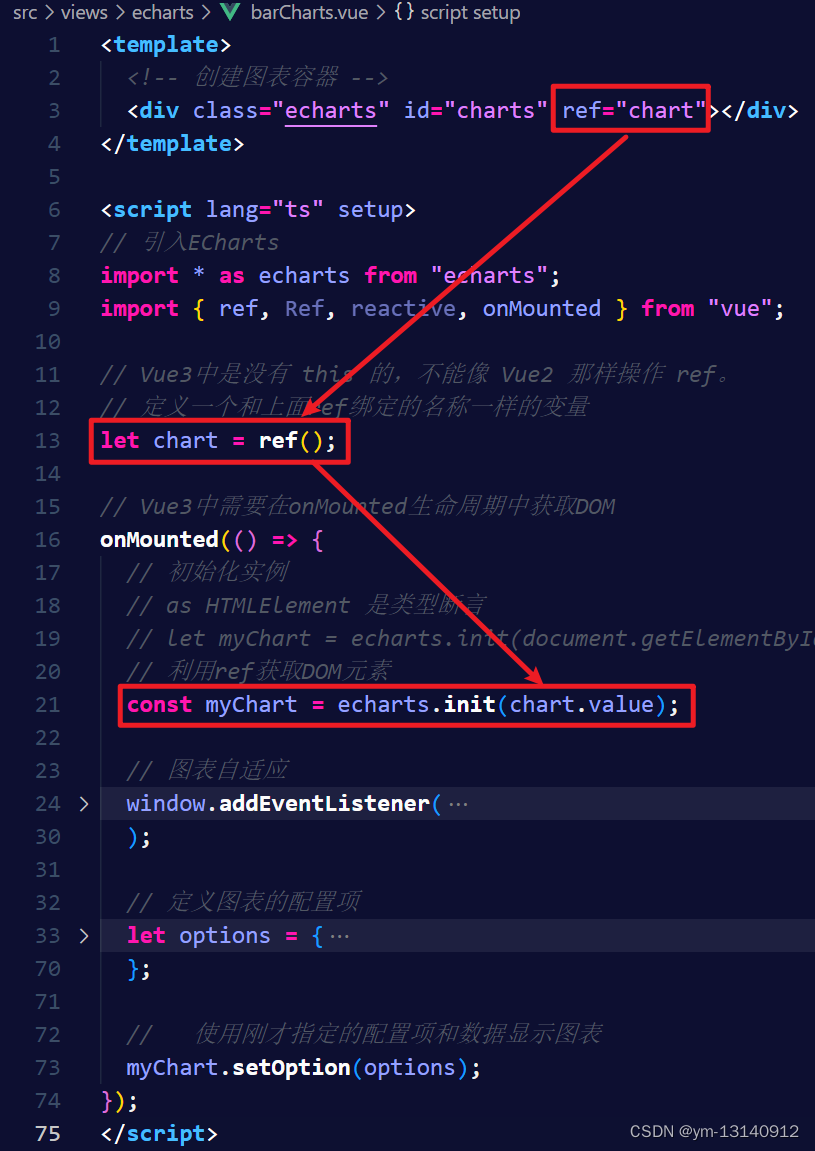 src > views > echarts > barCharts.vue > {} script setup
1 <template>
2 <!-- 创建图表容器 -->
3 <div class="echarts" id="charts" ref="chart"></div>
4 </template>
5
6 <script lang="ts" setup>
7 // 引入ECharts
8 import * as echarts from "echarts";
9 import { ref, Ref, reactive, onMounted } from "vue";
10
11 // Vue3中是没有 this 的，不能像 Vue2 那样操作 ref。
12 // 定义一个和上面ref绑定的名称一样的变量
13 let chart = ref();
14
15 // Vue3中需要在onMounted生命周期中获取DOM
16 onMounted(() => {
17 // 初始化实例
18 // as HTMLElement 是类型断言
19 // let myChart = echarts.init(document.getElementById
20 // 利用ref获取DOM元素
21 const myChart = echarts.init(chart.value);
22
23 // 图表自适应
24 > window.addEventListener( ···
30 );
31
32 // 定义图表的配置项
33 > let options = { ···
70 };
71
72 // 使用刚才指定的配置项和数据显示图表
73 myChart.setOption(options);
74 });
75 </script>
CSDN @ym-13140912